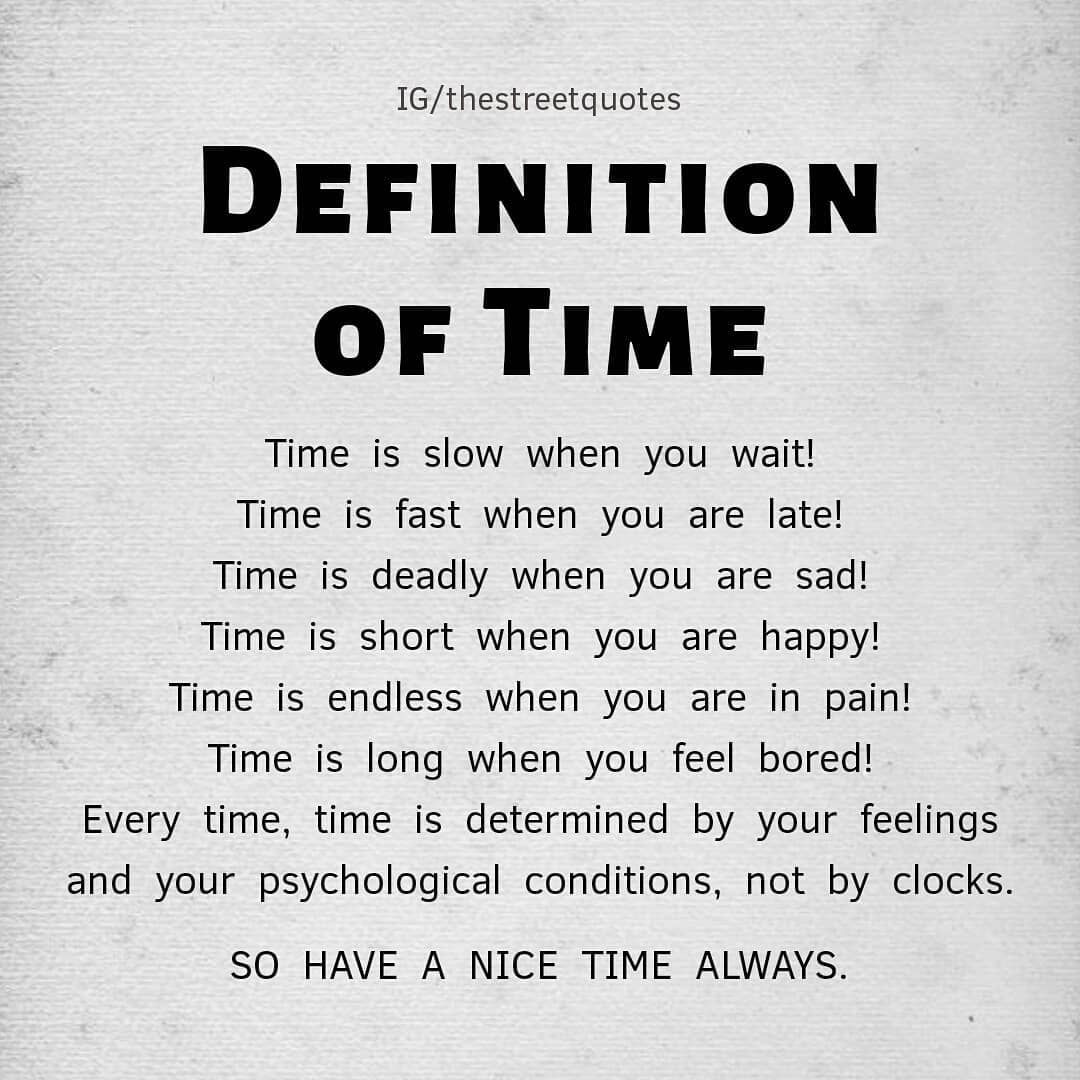 IG/thestreetquotes
DEFINITION
OF TIME
Time is slow when you wait!
Time is fast when you are late!
Time is deadly when you are sad!
Time is short when you are happy!
Time is endless when you are in pain!
Time is long when you feel bored!
Every time, time is determined by your feelings
and your psychological conditions, not by clocks.
SO HAVE A NICE TIME ALWAYS.